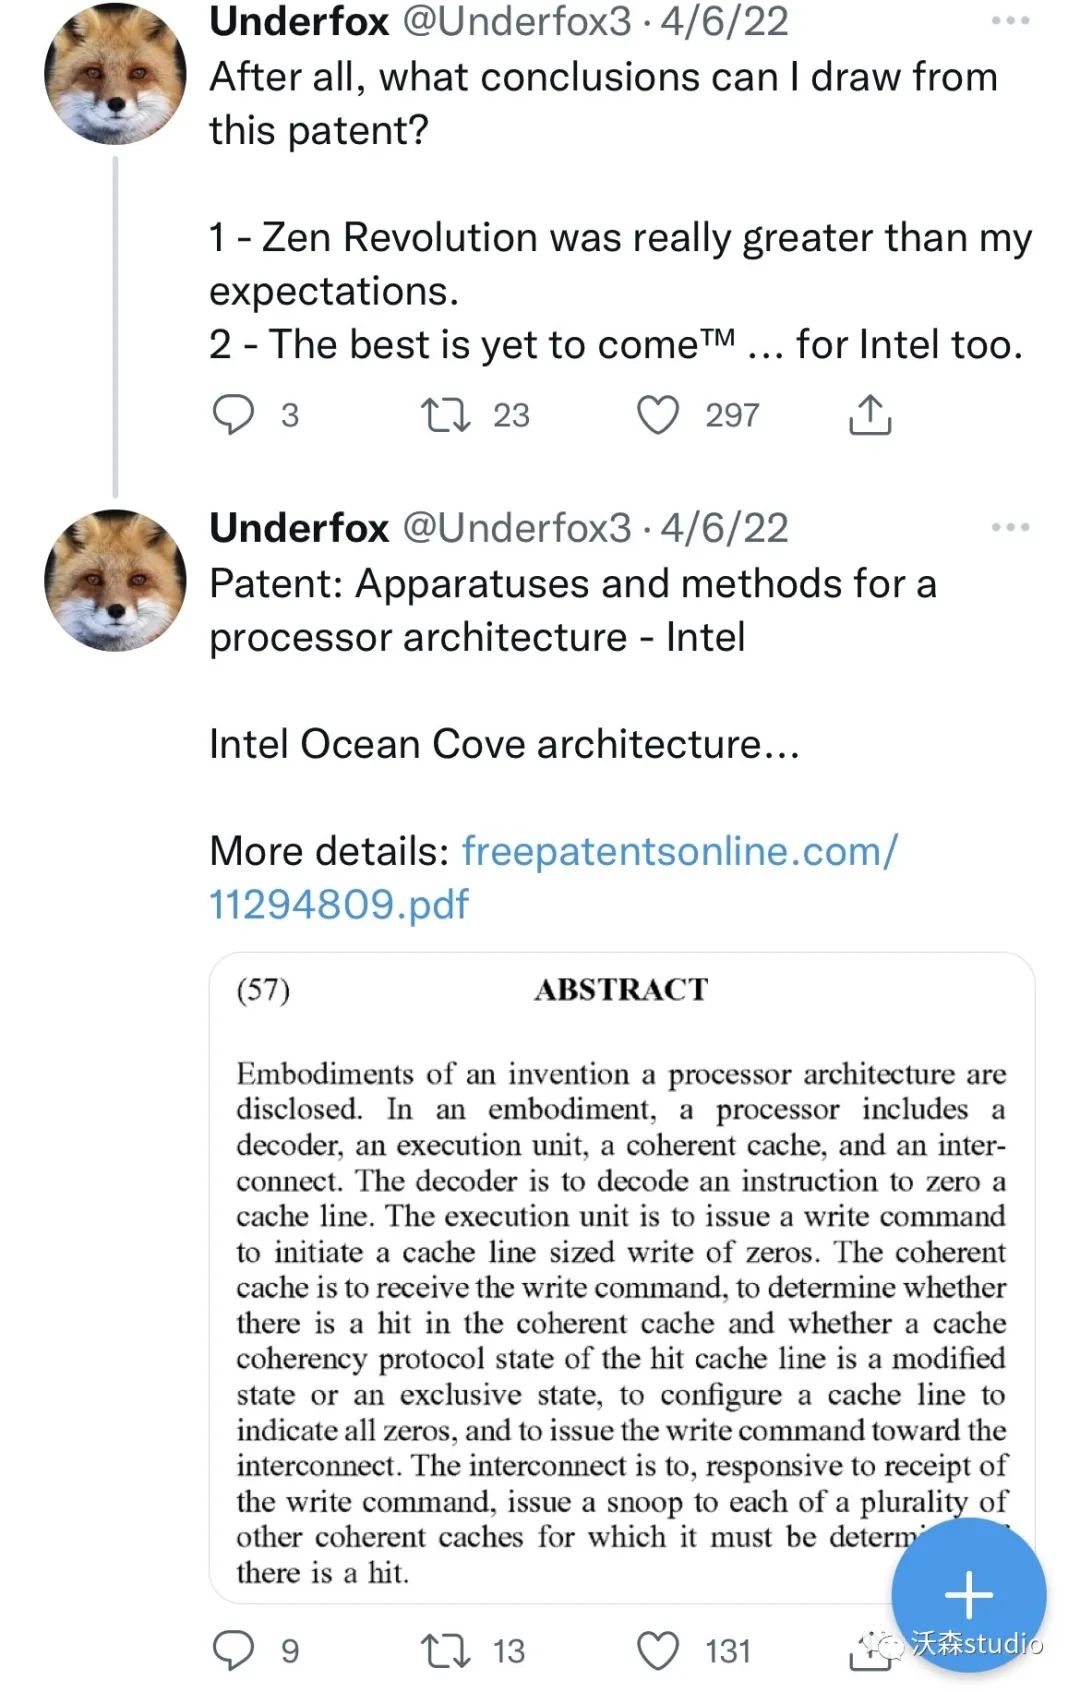 Underfox @Underfox3 · 4/6/22
After all, what conclusions can I draw from
this patent?
1 - Zen Revolution was really greater than my
expectations.
2 - The best is yet to come™ ... for Intel too.
3 23 297
Underfox @Underfox3 · 4/6/22
Patent: Apparatuses and methods for a
processor architecture - Intel
Intel Ocean Cove architecture...
More details: freepatentsonline.com/
11294809.pdf
(57) ABSTRACT
Embodiments of an invention a processor architecture are
disclosed. In an embodiment, a processor includes a
decoder, an execution unit, a coherent cache, and an inter-
connect. The decoder is to decode an instruction to zero a
cache line. The execution unit is to issue a write command
to initiate a cache line sized write of zeros. The coherent
cache is to receive the write command, to determine whether
there is a hit in the coherent cache and whether a cache
coherency protocol state of the hit cache line is a modified
state or an exclusive state, to configure a cache line to
indicate all zeros, and to issue the write command toward the
interconnect. The interconnect is to, responsive to receipt of
the write command, issue a snoop to each of a plurality of
other coherent caches for which it must be
there is a hit.
9 13 131
沃森studio